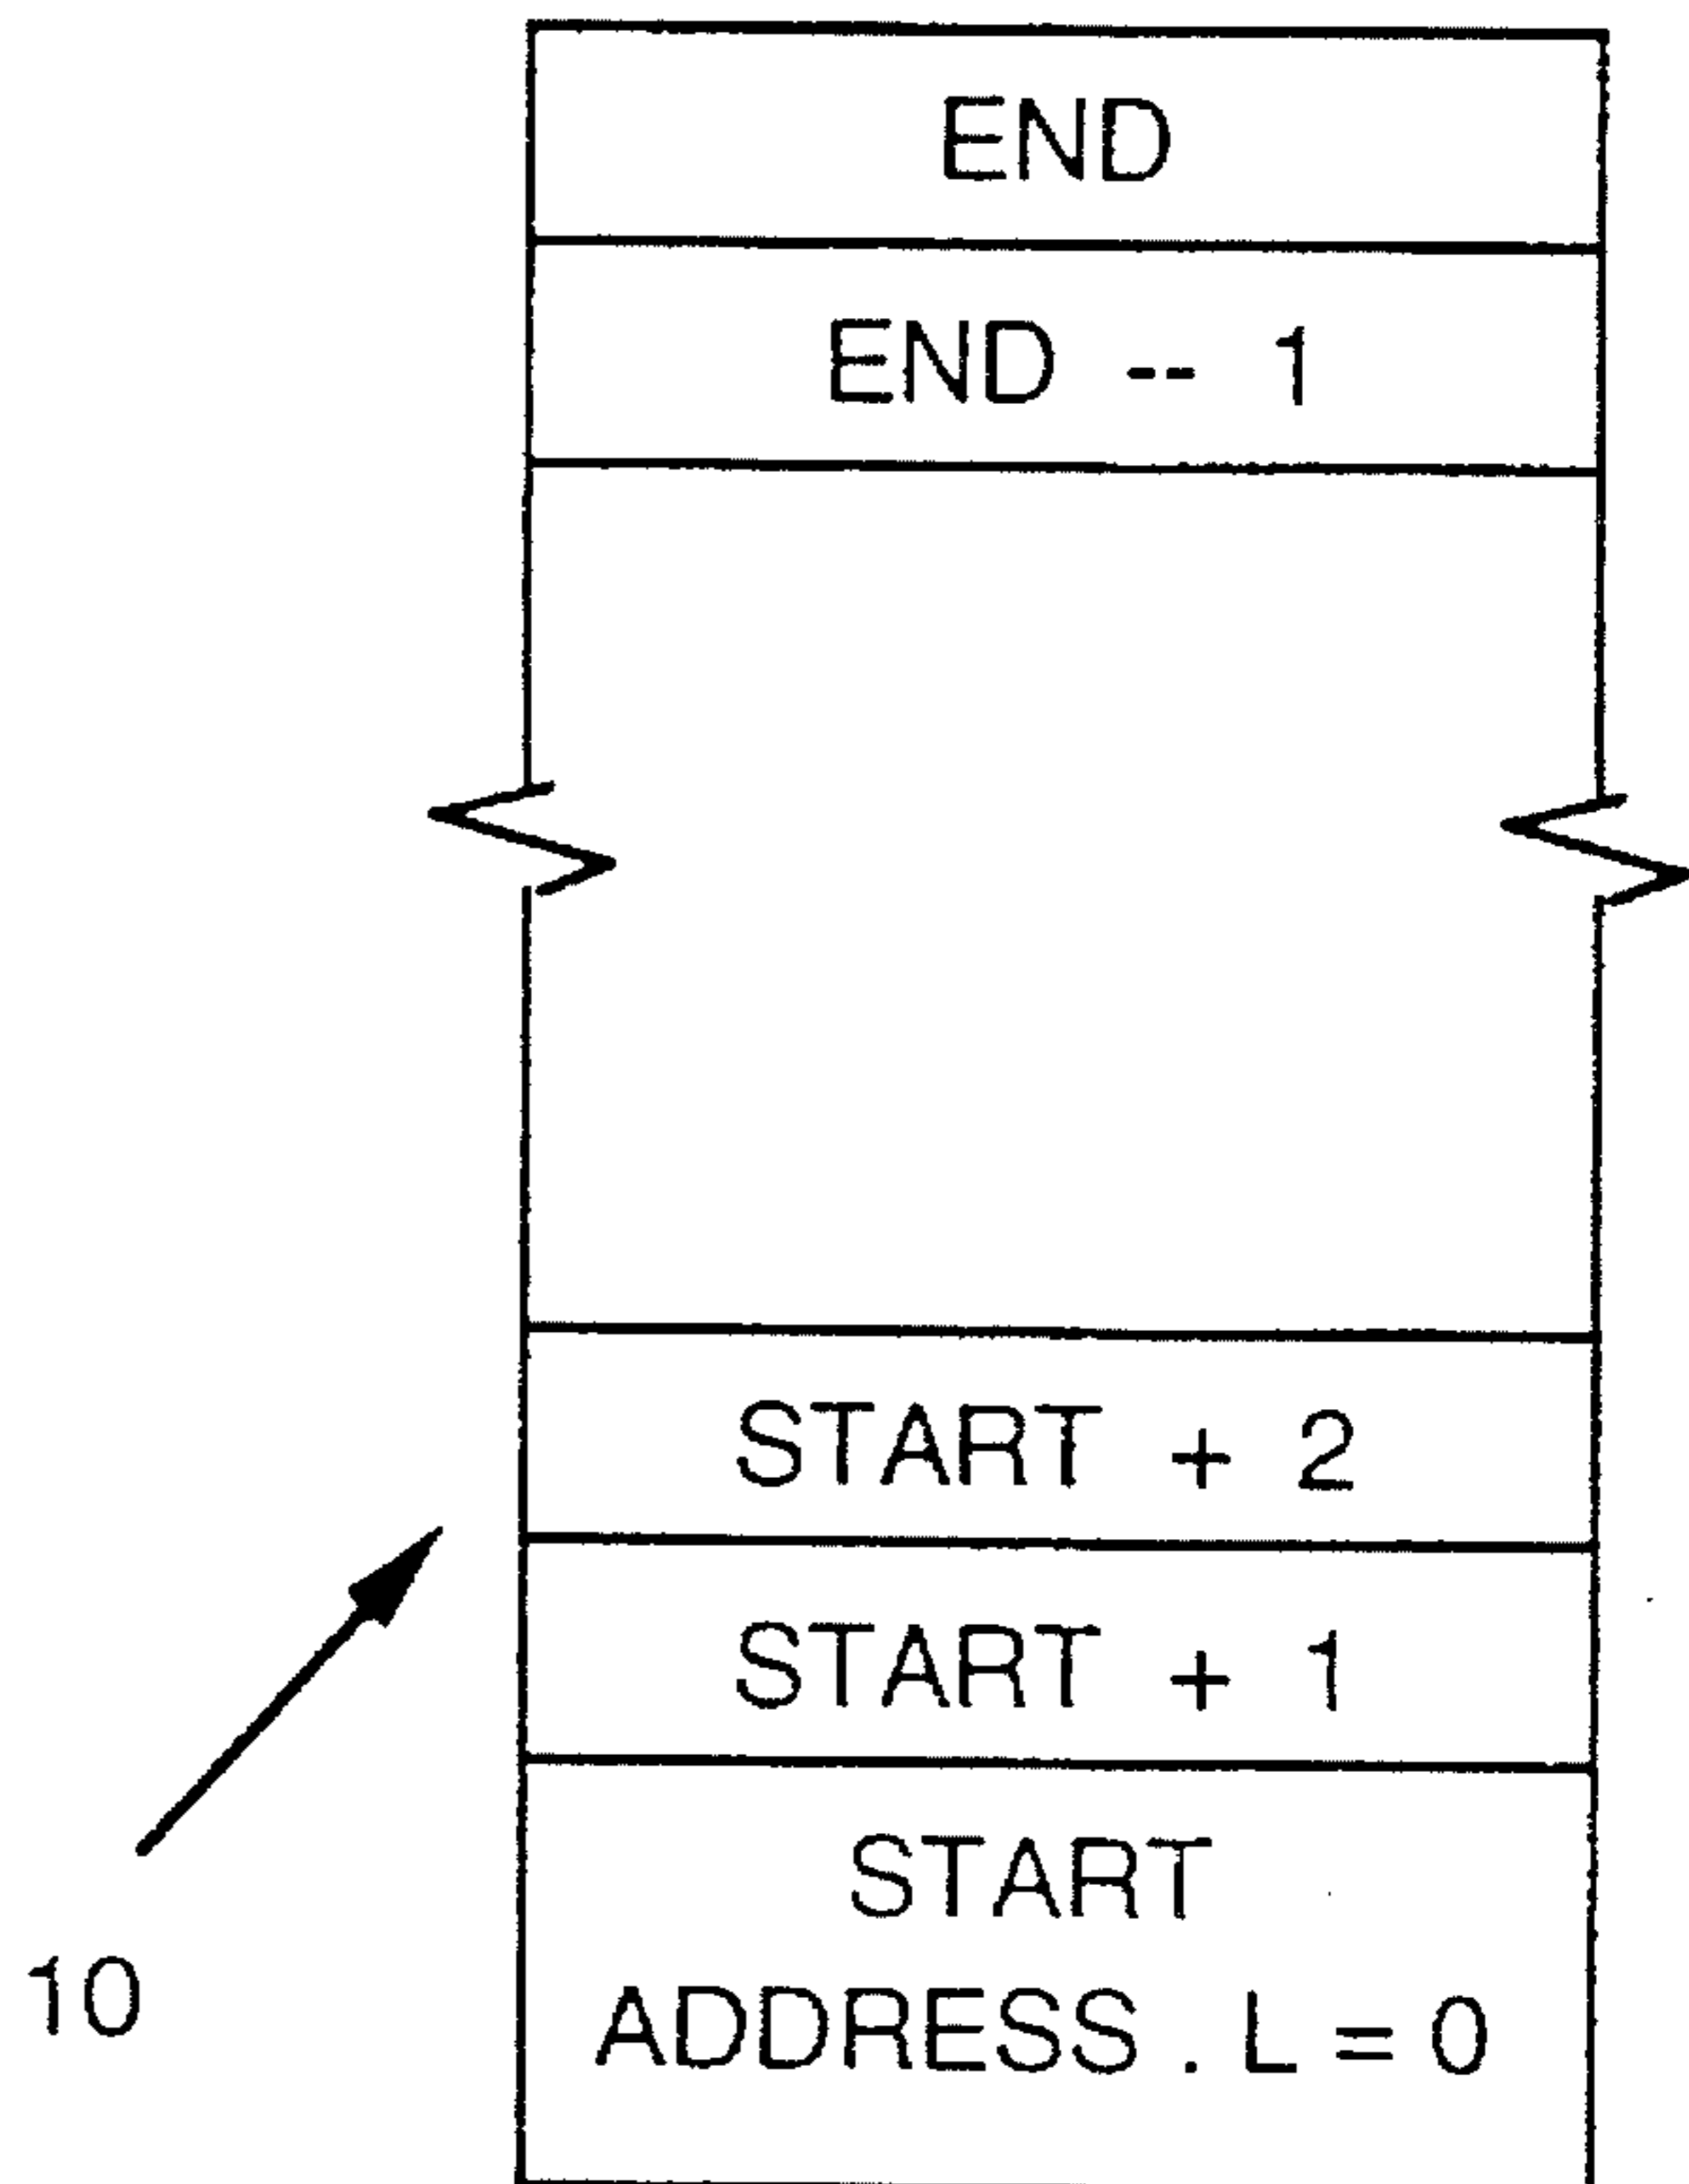 END
END -- 1
START + 2
START + 1
START
ADDRESS . L = 0
10